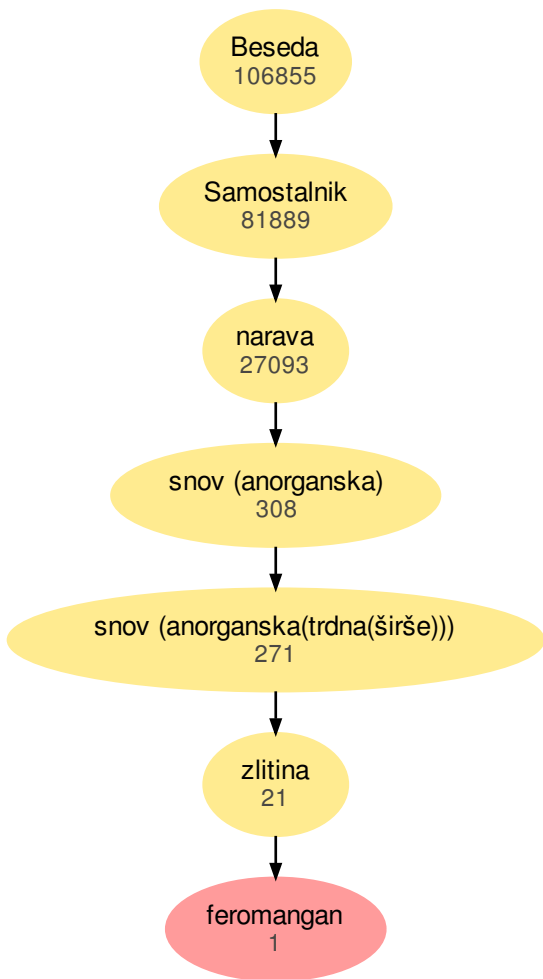 Beseda
106855
Samostalnik
81889
narava
27093
snov (anorganska)
308
snov (anorganska(trdna(širše)))
271
zlitina
21
feromangan
1